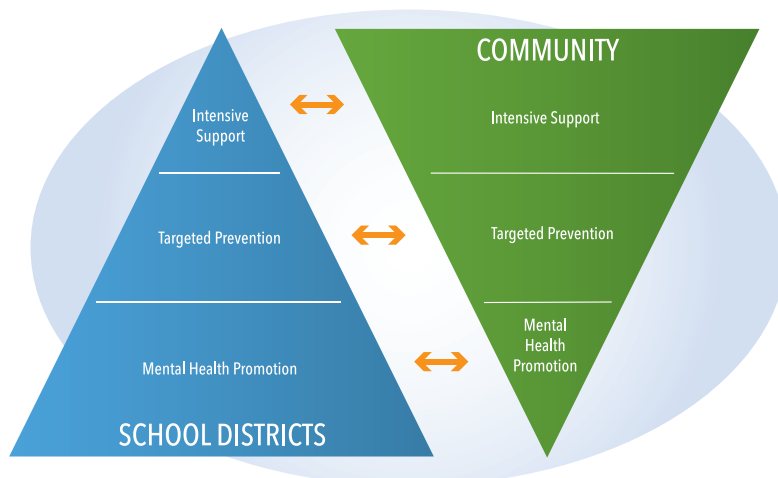 Intensive
Support
Targeted Prevention
Mental Health Promotion
SCHOOL DISTRICTS
COMMUNITY
Intensive Support
Targeted Prevention
Mental
Health
Promotion